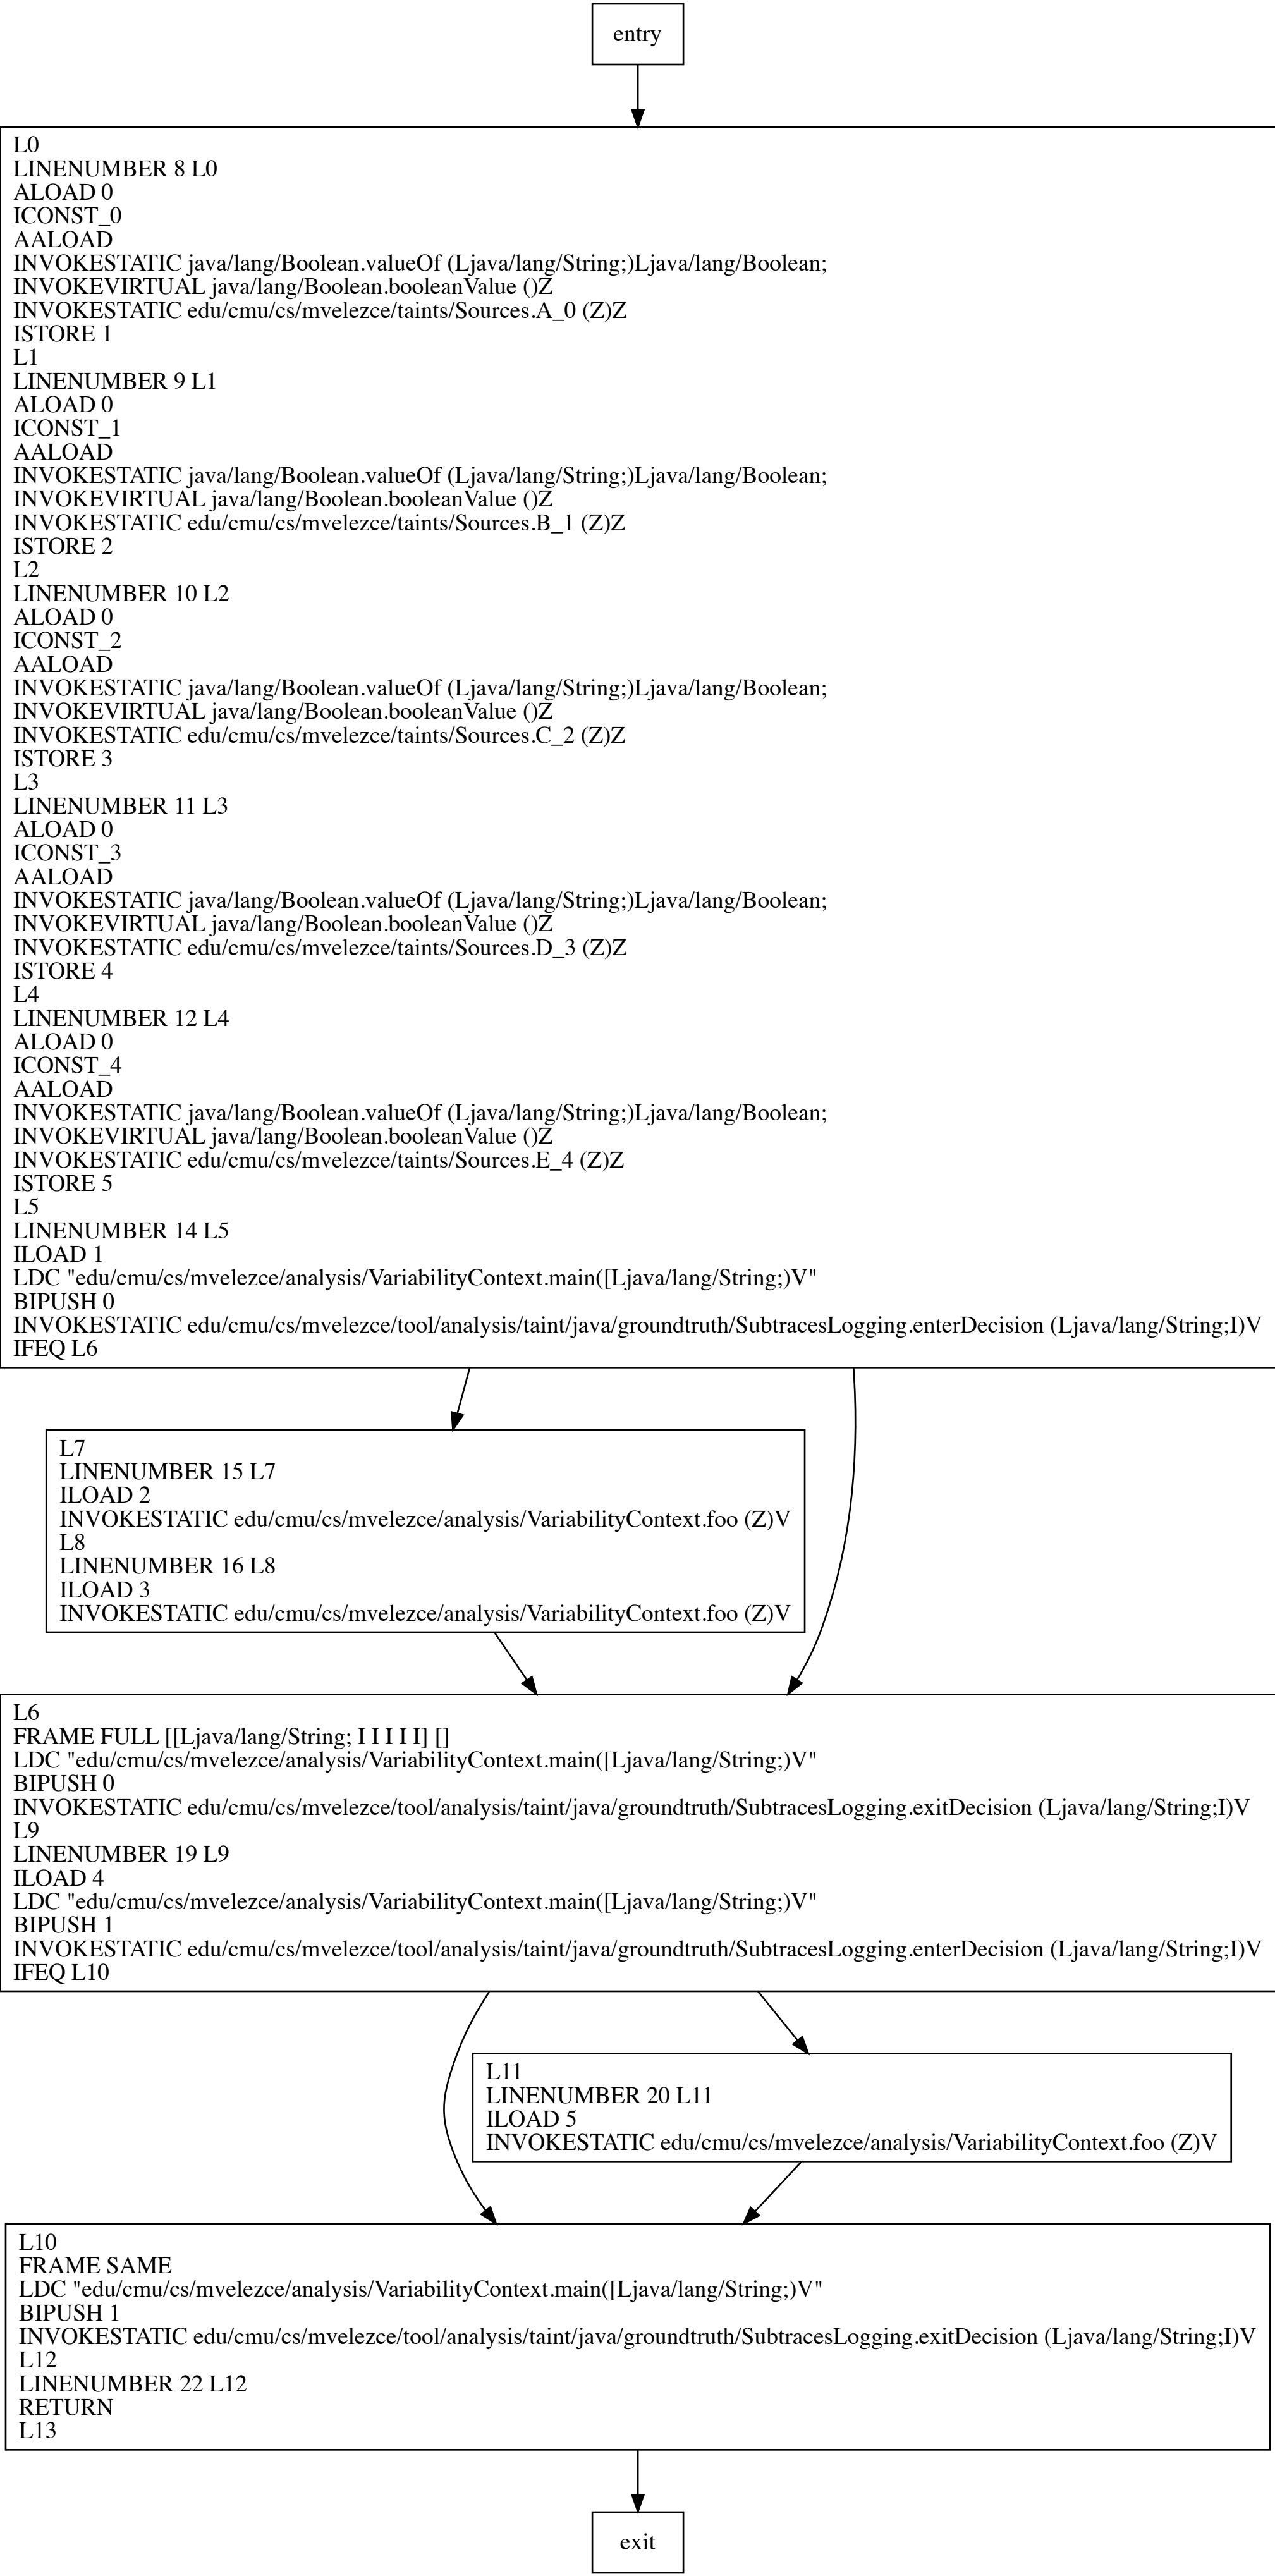 entry
L0
LINENUMBER 8 L0
ALOAD 0
ICONST_0
AALOAD
INVOKESTATIC java/lang/Boolean.valueOf (Ljava/lang/String;)Ljava/lang/Boolean;
INVOKEVIRTUAL java/lang/Boolean.booleanValue ()Z
INVOKESTATIC edu/cmu/cs/mvelezce/taints/Sources.A_0 (Z)Z
ISTORE 1
L1
LINENUMBER 9 L1
ALOAD 0
ICONST_1
AALOAD
INVOKESTATIC java/lang/Boolean.valueOf (Ljava/lang/String;)Ljava/lang/Boolean;
INVOKEVIRTUAL java/lang/Boolean.booleanValue ()Z
INVOKESTATIC edu/cmu/cs/mvelezce/taints/Sources.B_1 (Z)Z
ISTORE 2
L2
LINENUMBER 10 L2
ALOAD 0
ICONST_2
AALOAD
INVOKESTATIC java/lang/Boolean.valueOf (Ljava/lang/String;)Ljava/lang/Boolean;
INVOKEVIRTUAL java/lang/Boolean.booleanValue ()Z
INVOKESTATIC edu/cmu/cs/mvelezce/taints/Sources.C_2 (Z)Z
ISTORE 3
L3
LINENUMBER 11 L3
ALOAD 0
ICONST_3
AALOAD
INVOKESTATIC java/lang/Boolean.valueOf (Ljava/lang/String;)Ljava/lang/Boolean;
INVOKEVIRTUAL java/lang/Boolean.booleanValue ()Z
INVOKESTATIC edu/cmu/cs/mvelezce/taints/Sources.D_3 (Z)Z
ISTORE 4
L4
LINENUMBER 12 L4
ALOAD 0
ICONST_4
AALOAD
INVOKESTATIC java/lang/Boolean.valueOf (Ljava/lang/String;)Ljava/lang/Boolean;
INVOKEVIRTUAL java/lang/Boolean.booleanValue ()Z
INVOKESTATIC edu/cmu/cs/mvelezce/taints/Sources.E_4 (Z)Z
ISTORE 5
L5
LINENUMBER 14 L5
ILOAD 1
LDC "edu/cmu/cs/mvelezce/analysis/VariabilityContext.main([Ljava/lang/String;)V"
BIPUSH 0
INVOKESTATIC edu/cmu/cs/mvelezce/tool/analysis/taint/java/groundtruth/SubtracesLogging.enterDecision (Ljava/lang/String;I)V
IFEQ L6
L7
LINENUMBER 15 L7
ILOAD 2
INVOKESTATIC edu/cmu/cs/mvelezce/analysis/VariabilityContext.foo (Z)V
L8
LINENUMBER 16 L8
ILOAD 3
INVOKESTATIC edu/cmu/cs/mvelezce/analysis/VariabilityContext.foo (Z)V
L6
FRAME FULL [[Ljava/lang/String; I I I I I] []
LDC "edu/cmu/cs/mvelezce/analysis/VariabilityContext.main([Ljava/lang/String;)V"
BIPUSH 0
INVOKESTATIC edu/cmu/cs/mvelezce/tool/analysis/taint/java/groundtruth/SubtracesLogging.exitDecision (Ljava/lang/String;I)V
L9
LINENUMBER 19 L9
ILOAD 4
LDC "edu/cmu/cs/mvelezce/analysis/VariabilityContext.main([Ljava/lang/String;)V"
BIPUSH 1
INVOKESTATIC edu/cmu/cs/mvelezce/tool/analysis/taint/java/groundtruth/SubtracesLogging.enterDecision (Ljava/lang/String;I)V
IFEQ L10
L11
LINENUMBER 20 L11
ILOAD 5
INVOKESTATIC edu/cmu/cs/mvelezce/analysis/VariabilityContext.foo (Z)V
L10
FRAME SAME
LDC "edu/cmu/cs/mvelezce/analysis/VariabilityContext.main([Ljava/lang/String;)V"
BIPUSH 1
INVOKESTATIC edu/cmu/cs/mvelezce/tool/analysis/taint/java/groundtruth/SubtracesLogging.exitDecision (Ljava/lang/String;I)V
L12
LINENUMBER 22 L12
RETURN
L13
exit